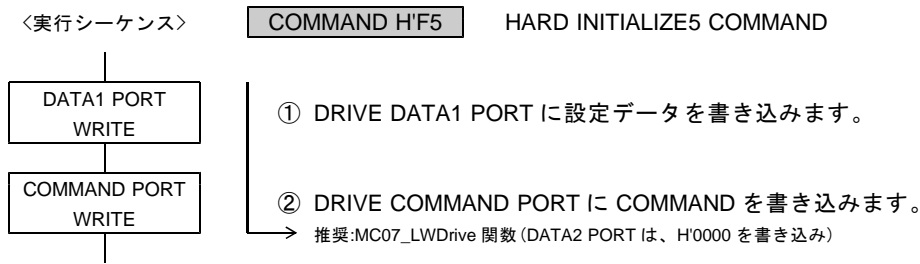 〈実行シーケンス〉 COMMAND H'F5 HARD INITIALIZE5 COMMAND
DATA1 PORT
WRITE
① DRIVE DATA1 PORT に設定データを書き込みます。
COMMAND PORT
WRITE
② DRIVE COMMAND PORT に COMMAND を書き込みます。
推奨:MC07_LWDrive 関数(DATA2 PORT は、H'0000 を書き込み)